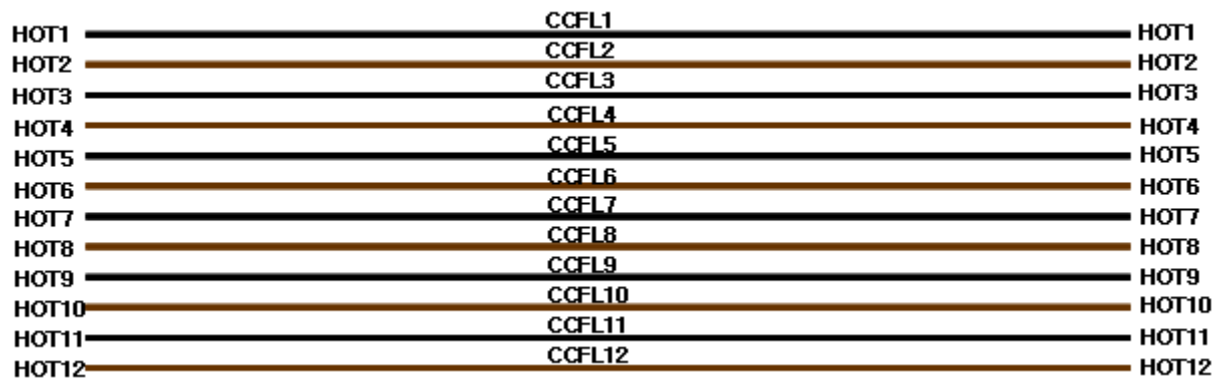 HOT1 CCFL1 HOT1
HOT2 CCFL2 HOT2
HOT3 CCFL3 HOT3
HOT4 CCFL4 HOT4
HOT5 CCFL5 HOT5
HOT6 CCFL6 HOT6
HOT7 CCFL7 HOT7
HOT8 CCFL8 HOT8
HOT9 CCFL9 HOT9
HOT10 CCFL10 HOT10
HOT11 CCFL11 HOT11
HOT12 CCFL12 HOT12